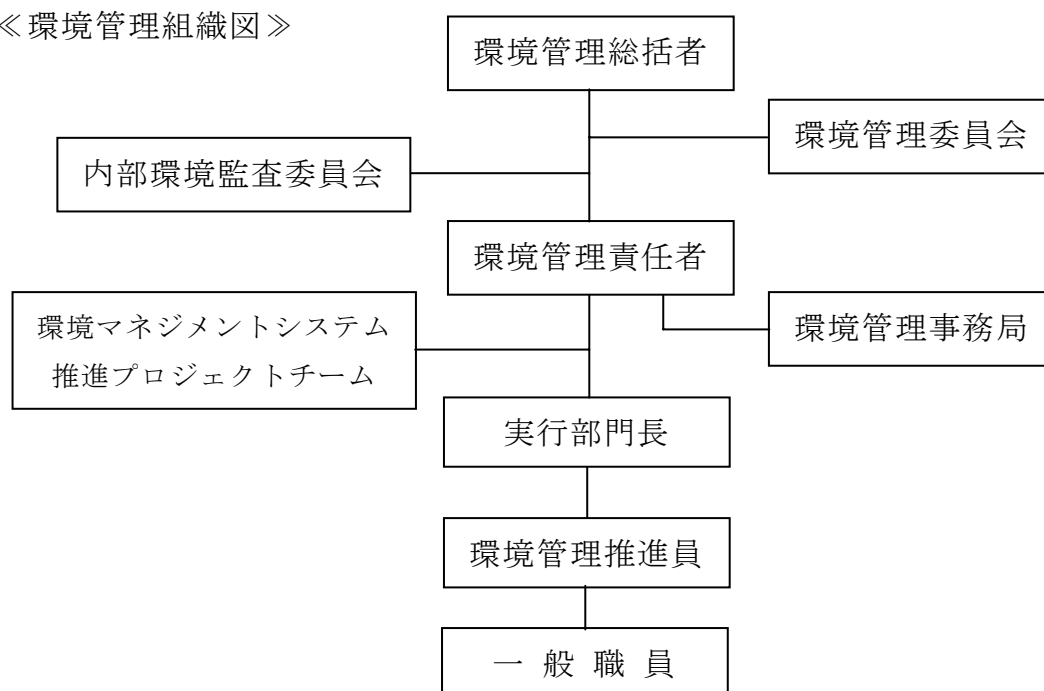 ≪環境管理組織図≫
環境管理総括者
環境管理委員会
内部環境監査委員会
環境管理責任者
環境マネジメントシステム
推進プロジェクトチーム
環境管理事務局
実行部門長
環境管理推進員
一 般 職 員